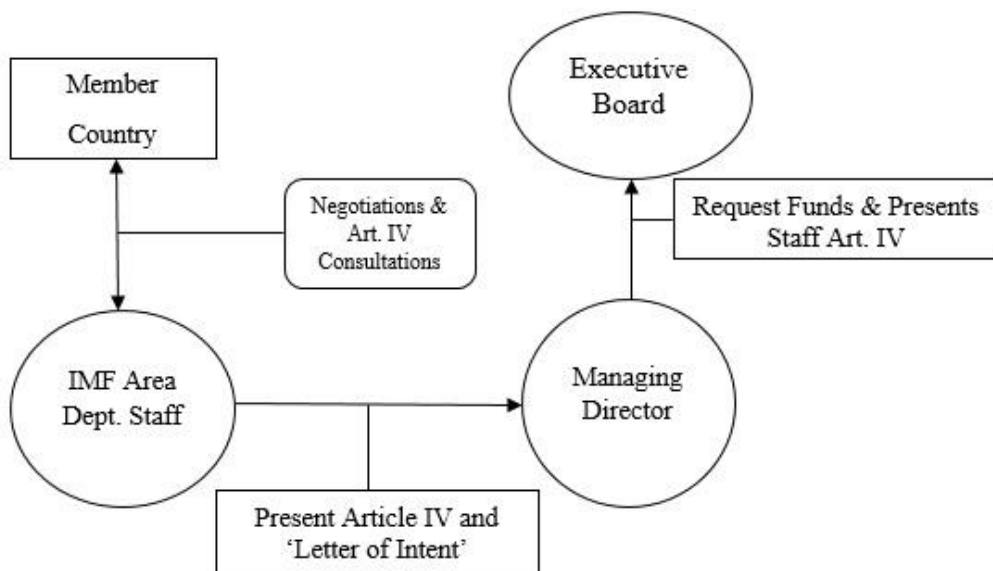 Member
Country
Executive
Board
Negotiations &
Art. IV
Consultations
Request Funds & Presents
Staff Art. IV
IMF Area
Dept. Staff
Managing
Director
Present Article IV and
‘Letter of Intent’